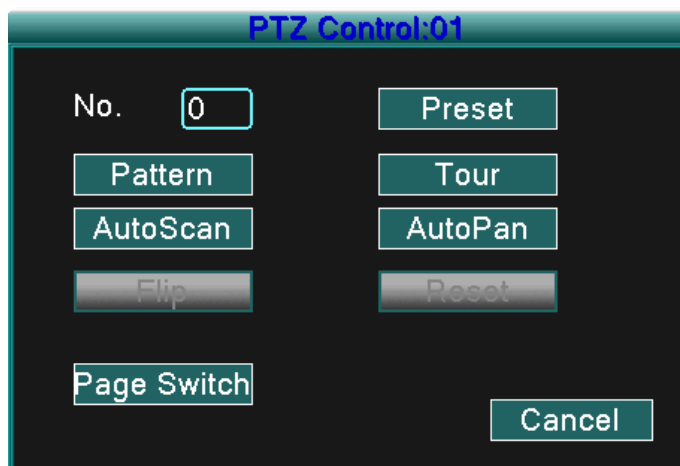 PTZ Control:01
No. 0 Preset
Pattern Tour
AutoScan AutoPan
Flip Reset
Page Switch
Cancel